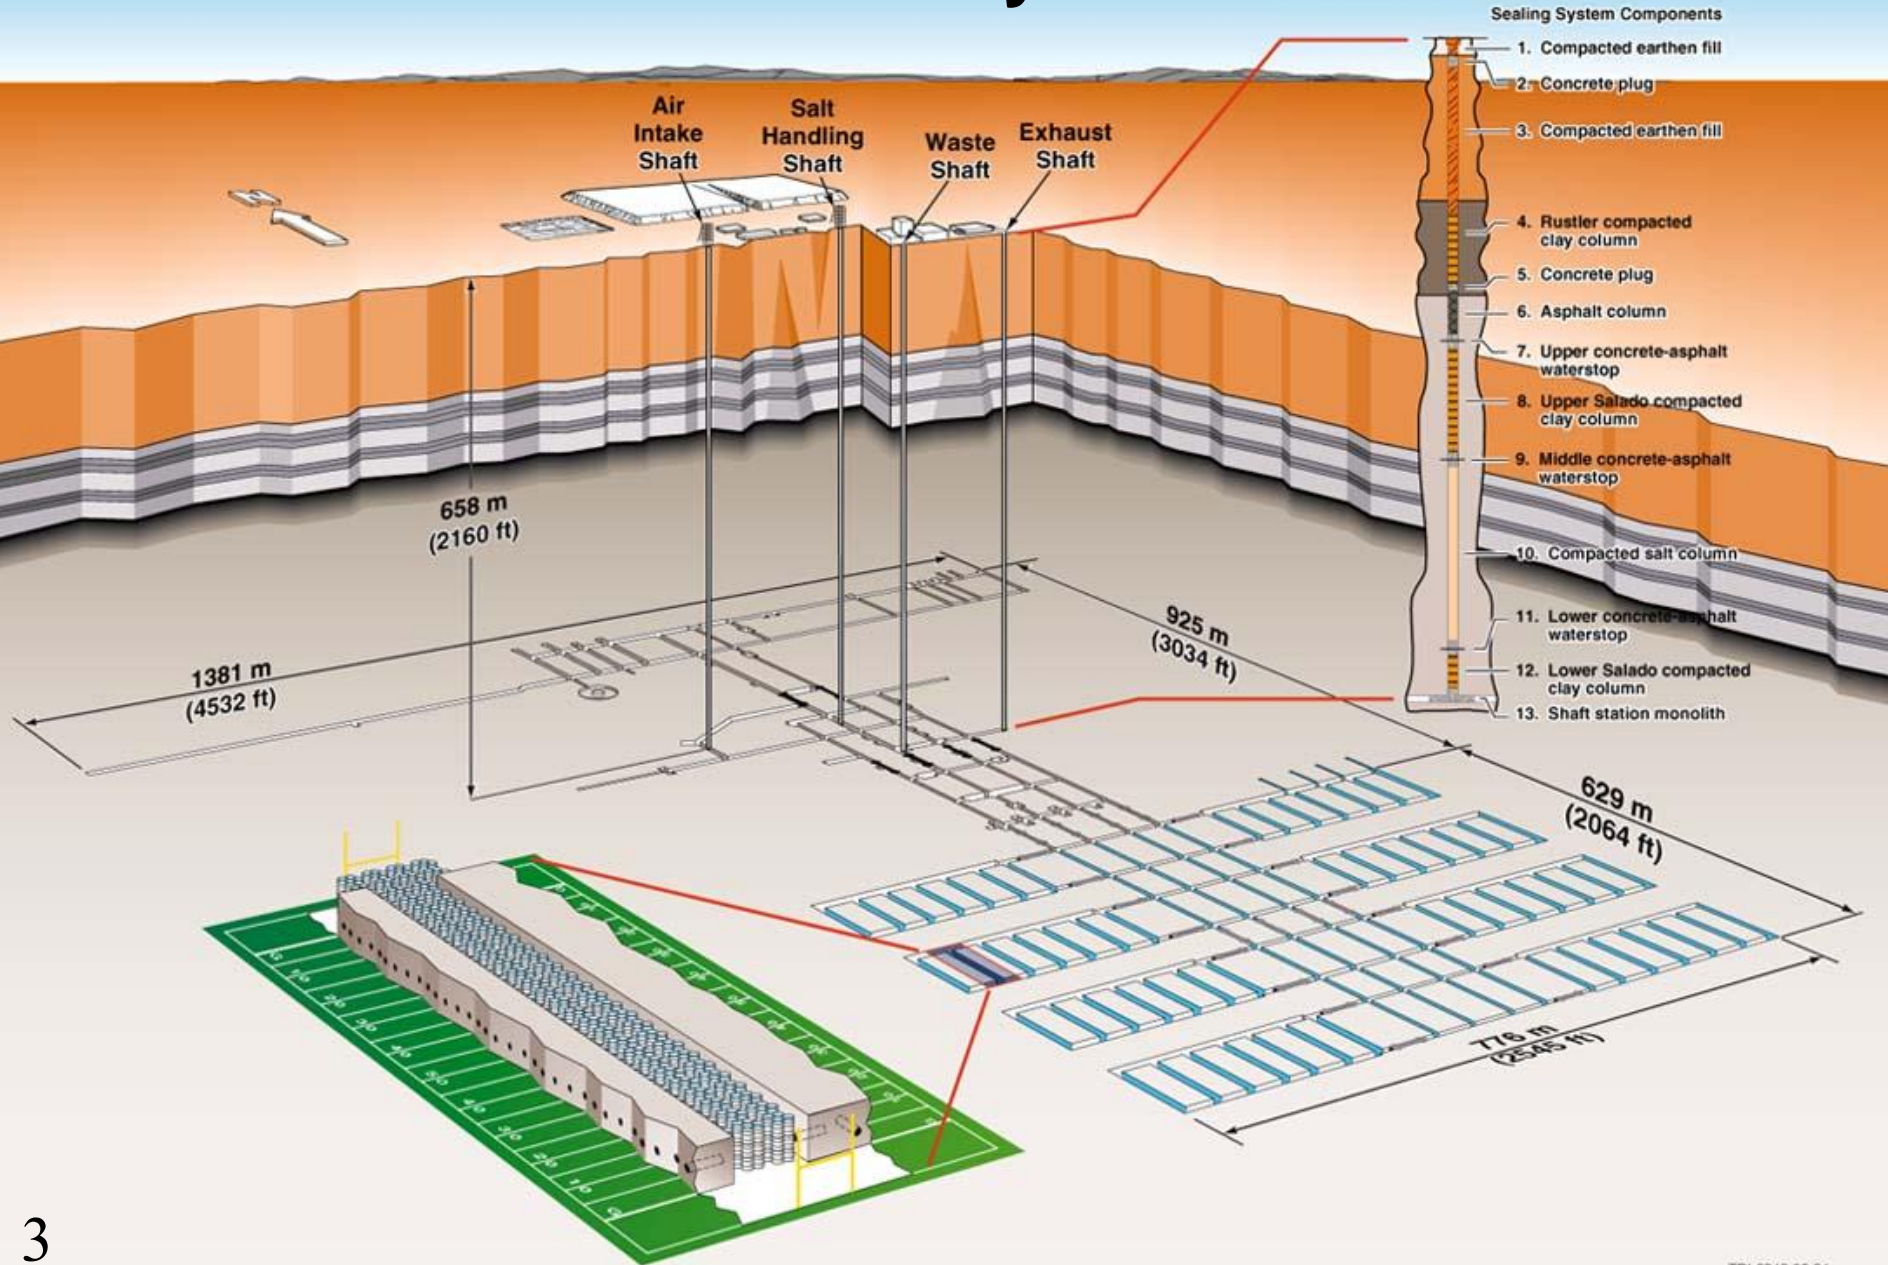 Sealing System Components
1. Compacted earthen fill
2. Concrete plug
3. Compacted earthen fill
4. Rustler compacted
clay column
5. Concrete plug
6. Asphalt column
7. Upper concrete-asphalt
waterstop
8. Upper Salado compacted
clay column
9. Middle concrete-asphalt
waterstop
10. Compacted salt column
11. Lower concrete-asphalt
waterstop
12. Lower Salado compacted
clay column
13. Shaft station monolith
Air
Intake
Shaft
Salt
Handling
Shaft
Waste
Shaft
Exhaust
Shaft
658 m
(2160 ft)
1381 m
(4532 ft)
925 m
(3034 ft)
629 m
(2064 ft)
776 m
(2545 ft)
3